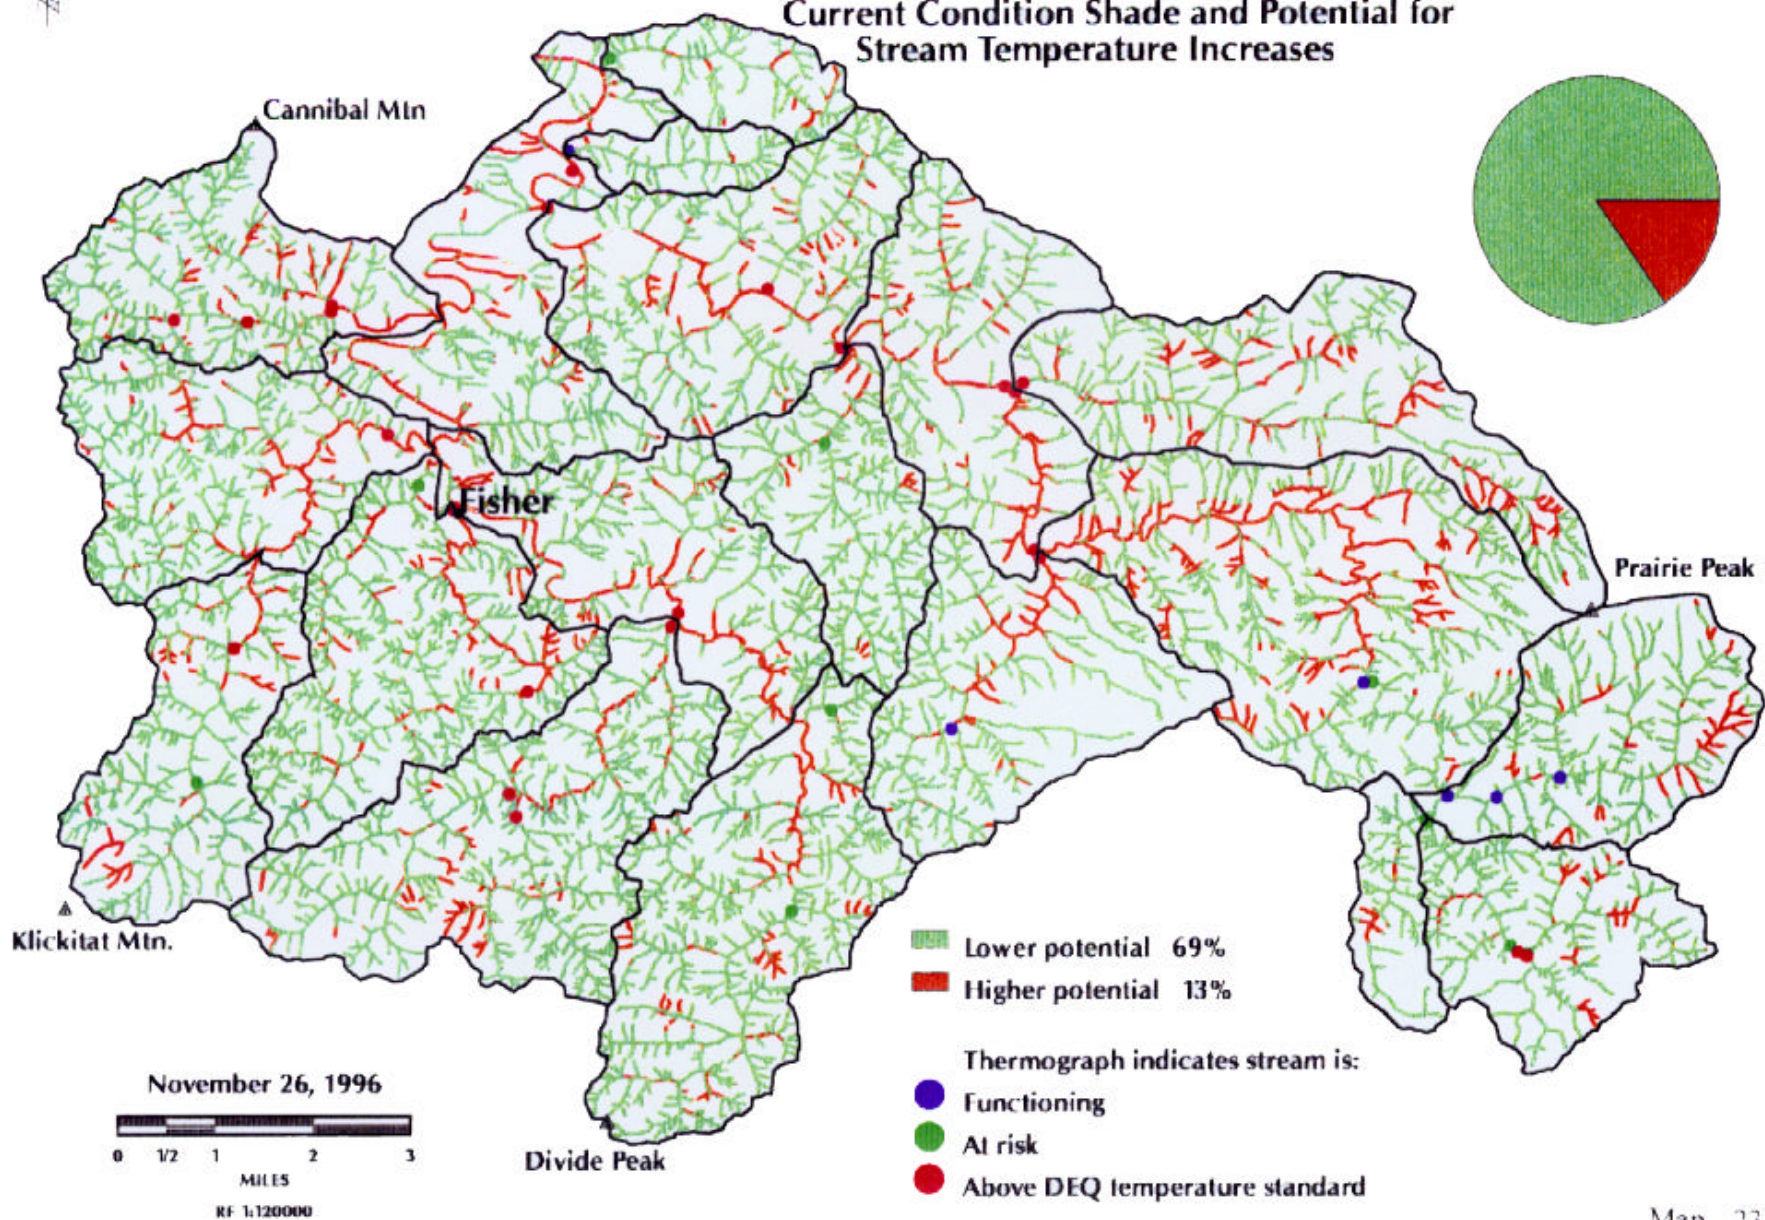 Current Condition Shade and Potential for
Stream Temperature Increases
Cannibal Mtn
Fisher
Prairie Peak
Klickitat Mtn.
Lower potential 69%
Higher potential 13%
Thermograph indicates stream is:
Functioning
At risk
Above DEQ temperature standard
November 26, 1996
0 1/2 1 2 3
MILES
RF 1:120000
Divide Peak
Map 23